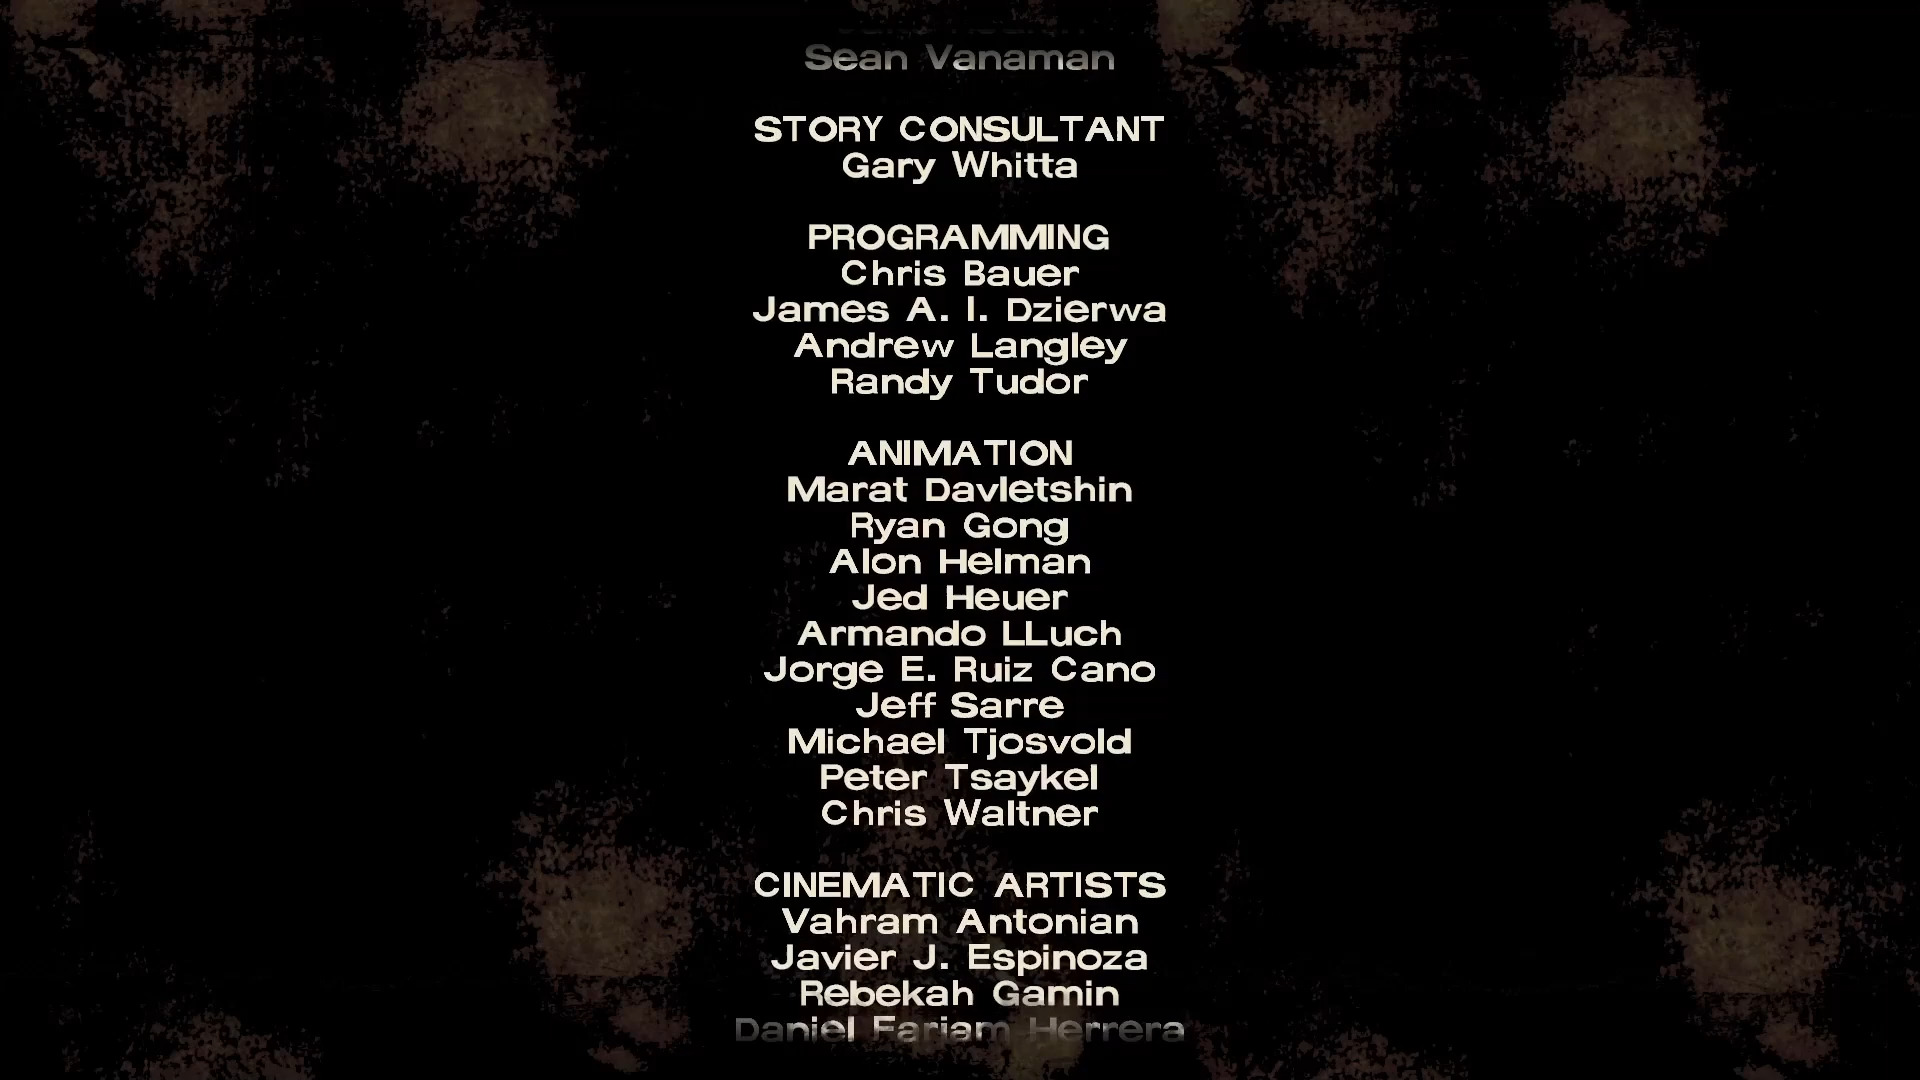 Sean Vanaman
STORY CONSULTANT
Gary Whitta
PROGRAMMING
Chris Bauer
James A. I. Dzierwa
Andrew Langley
Randy Tudor
ANIMATION
Marat Davletshin
Ryan Gong
Alon Helman
Jed Heuer
Armando LLuch
Jorge E. Ruiz Cano
Jeff Sarre
Michael Tjosvold
Peter Tsaykel
Chris Waltner
CINEMATIC ARTISTS
Vahram Antonian
Javier J. Espinoza
Rebekah Gamin
Daniel Fariam Herrera